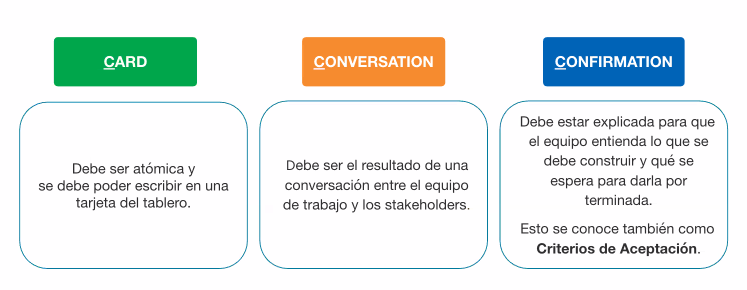 CARD
Debe ser atómica y
se debe poder escribir en una
tarjeta del tablero.
CONVERSATION
Debe ser el resultado de una
conversación entre el equipo
de trabajo y los stakeholders.
CONFIRMATION
Debe estar explicada para que
el equipo entienda lo que se
debe construir y qué se
espera para darla por
terminada.
Esto se conoce también como
Criterios de Aceptación.